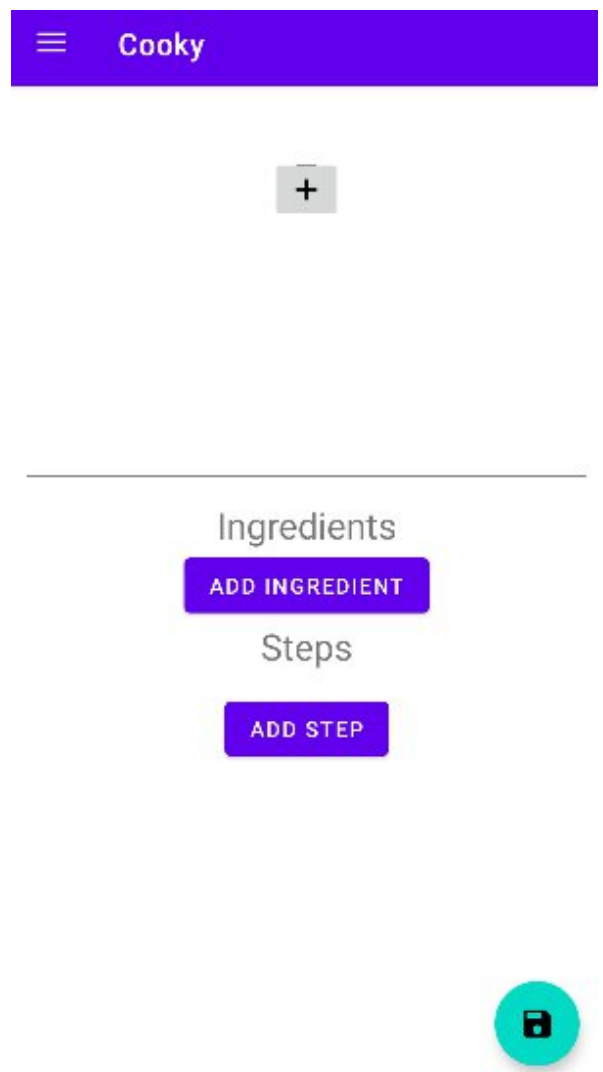 Cooky
+
Ingredients
ADD INGREDIENT
Steps
ADD STEP